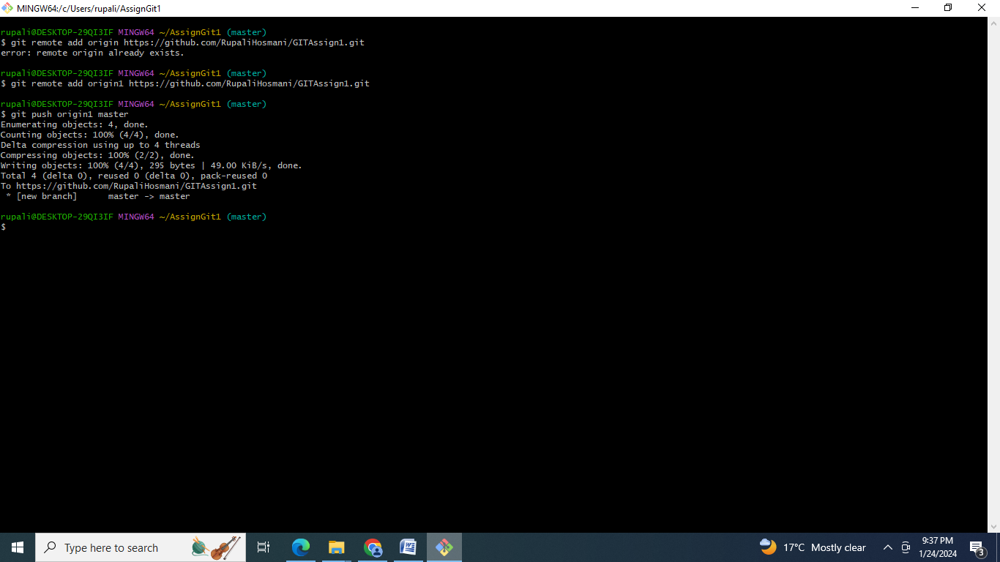 MINGW64:/c/Users/rupali/AssignGit1
rupali@DESKTOP-29QI3IF MINGW64 ~/AssignGit1 (master)
$ git remote add origin https://github.com/RupaliHosmani/GITAssign1.git
error: remote origin already exists.
rupali@DESKTOP-29QI3IF MINGW64 ~/AssignGit1 (master)
$ git remote add origin1 https://github.com/RupaliHosmani/GITAssign1.git
rupali@DESKTOP-29QI3IF MINGW64 ~/AssignGit1 (master)
$ git push origin1 master
Enumerating objects: 4, done.
Counting objects: 100% (4/4), done.
Delta compression using up to 4 threads
Compressing objects: 100% (2/2), done.
Writing objects: 100% (4/4), 295 bytes | 49.00 KiB/s, done.
Total 4 (delta 0), reused 0 (delta 0), pack-reused 0
To https://github.com/RupaliHosmani/GITAssign1.git
 * [new branch]      master -> master
rupali@DESKTOP-29QI3IF MINGW64 ~/AssignGit1 (master)
$
Type here to search
17°C Mostly clear
9:37 PM
1/24/2024
3